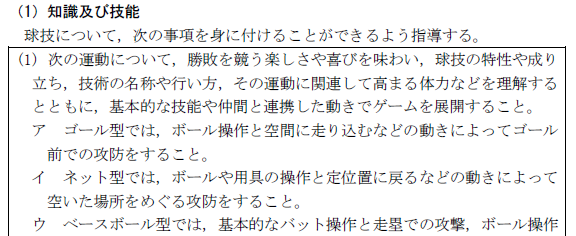 (1) 知識及び技能
球技について，次の事項を身に付けることができるよう指導する。
(1) 次の運動について，勝敗を競う楽しさや喜びを味わい，球技の特性や成り
立ち，技術の名称や行い方，その運動に関連して高まる体力などを理解する
とともに，基本的な技能や仲間と連携した動きでゲームを展開すること。
ア　ゴール型では，ボール操作と空間に走り込むなどの動きによってゴール
前での攻防をすること。
イ　ネット型では，ボールや用具の操作と定位置に戻るなどの動きによって
空いた場所をめぐる攻防をすること。
ウ　ベースボール型では，基本的なバット操作と走塁での攻撃，ボール操作